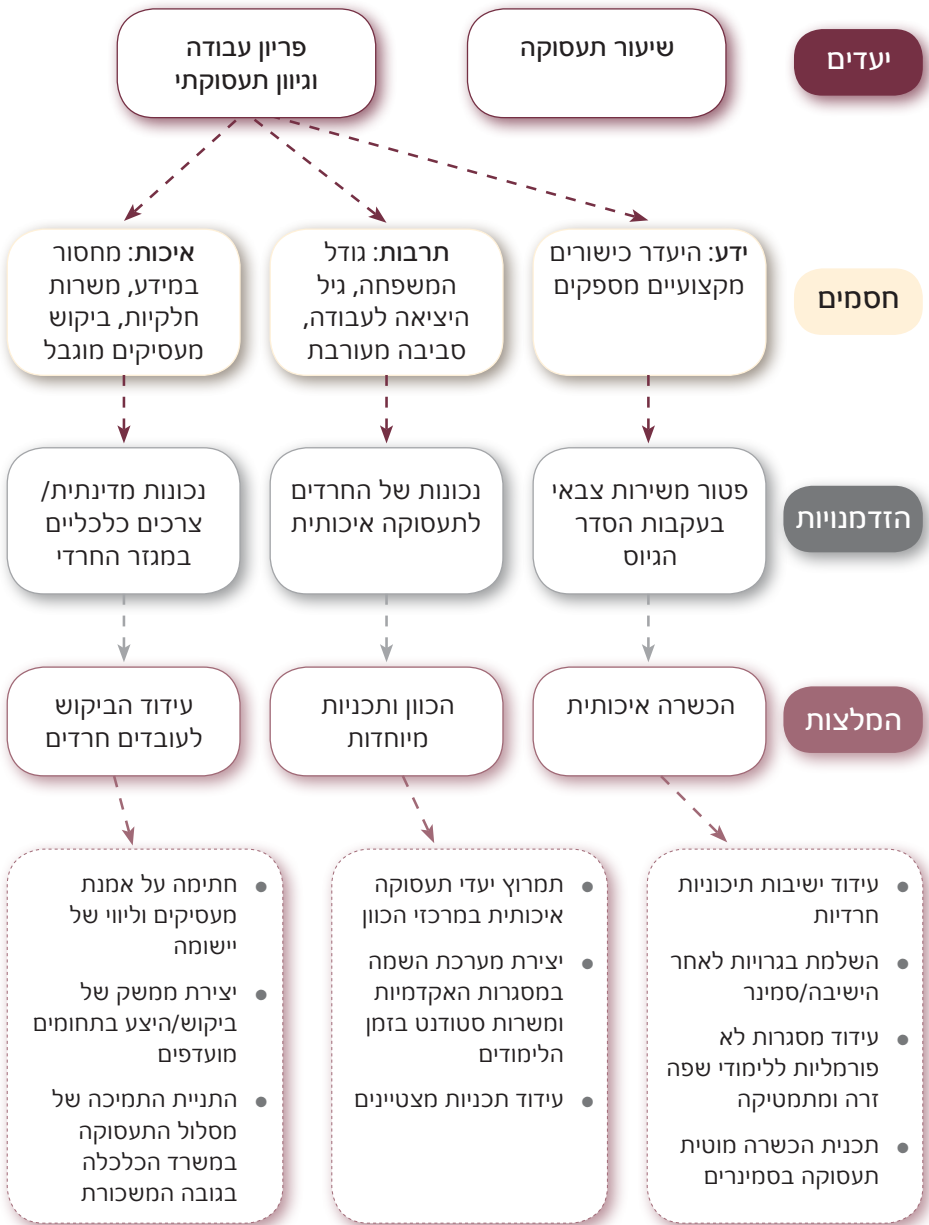 יעדים
שיעור תעסוקה
פריון עבודה
וגיוון תעסוקתי
חסמים
ידע: היעדר כישורים
מקצועיים מספקים
תרבות: גודל
המשפחה, גיל
היציאה לעבודה,
סביבה מעורבת
איכות: מחסור
במידע, משרות
חלקיות, ביקוש
מעסיקים מוגבל
הזדמנויות
פטור משירות צבאי
בעקבות הסדר
הגיוס
נכונות של החרדים
לתעסוקה איכותית
נכונות מדינתית/
צרכים כלכליים
במגזר החרדי
המלצות
הכשרה איכותית
הכוון ותכניות
מיוחדות
עידוד הביקוש
לעובדים חרדים
• עידוד ישיבות תיכוניות
חרדיות
• השלמת בגרויות לאחר
הישיבה/סמינר
• עידוד מסגרות לא
פורמליות ללימודי שפה
זרה ומתמטיקה
• תכנית הכשרה מוטית
תעסוקה בסמינרים
• תמרוץ יעדי תעסוקה
איכותית במרכזי הכוון
• יצירת מערכת השמה
במסגרות האקדמיות
ומשרות סטודנט בזמן
הלימודים
• עידוד תכניות מצטיינים
• חתימה על אמנת
מעסיקים וליווי של
יישומה
• יצירת ממשק של
ביקוש/היצע בתחומים
מועדפים
• התניית התמיכה של
מסלול התעסוקה
במשרד הכלכלה
בגובה המשכורת